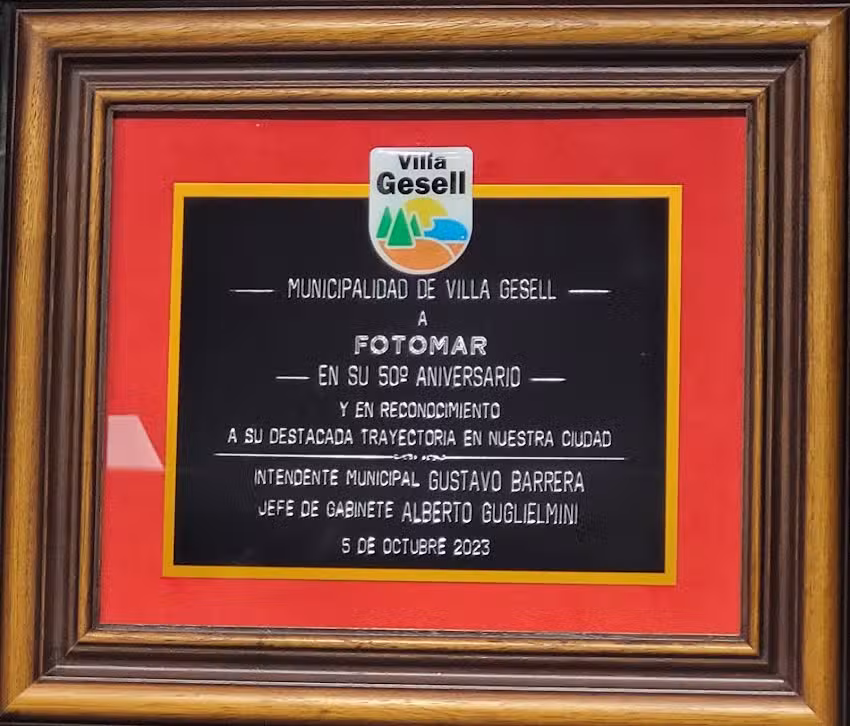 Villa
Gesell
MUNICIPALIDAD DE VILLA GESELL
A
FOTOMAR
EN SU 50º ANIVERSARIO
Y EN RECONOCIMIENTO
A SU DESTACADA TRAYECTORIA EN NUESTRA CIUDAD
INTENDENTE MUNICIPAL GUSTAVO BARRERA
JEFE DE GABINETE ALBERTO GUGLIELMINI
5 DE OCTUBRE 2023